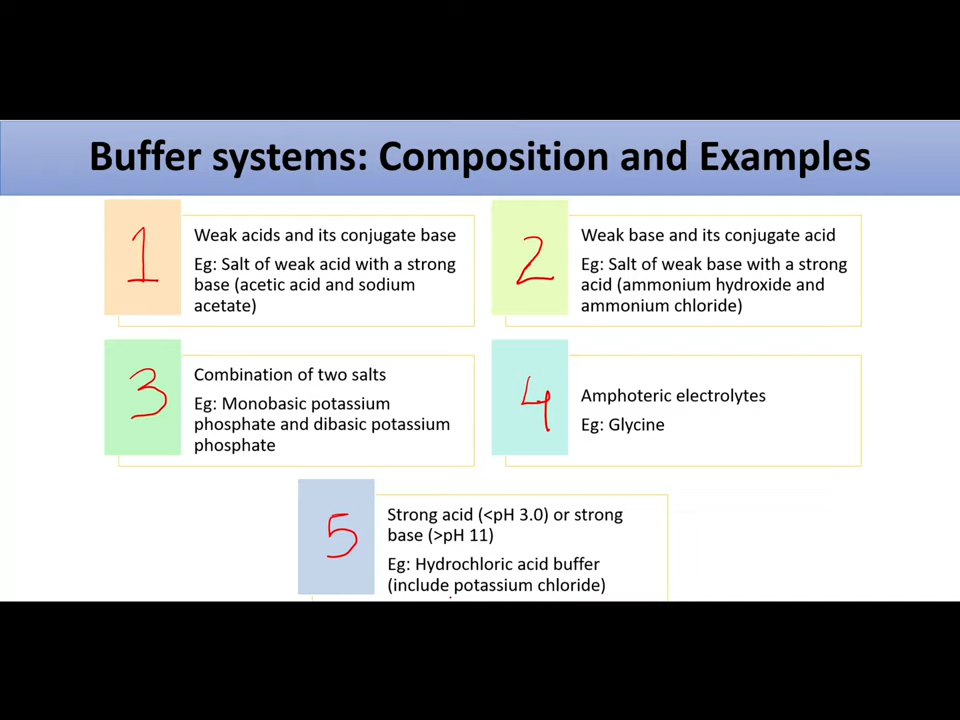 Buffer systems: Composition and Examples
1
Weak acids and its conjugate base
Eg: Salt of weak acid with a strong
base (acetic acid and sodium
acetate)
2
Weak base and its conjugate acid
Eg: Salt of weak base with a strong
acid (ammonium hydroxide and
ammonium chloride)
3
Combination of two salts
Eg: Monobasic potassium
phosphate and dibasic potassium
phosphate
4
Amphoteric electrolytes
Eg: Glycine
5
Strong acid (<pH 3.0) or strong
base (>pH 11)
Eg: Hydrochloric acid buffer
(include potassium chloride)